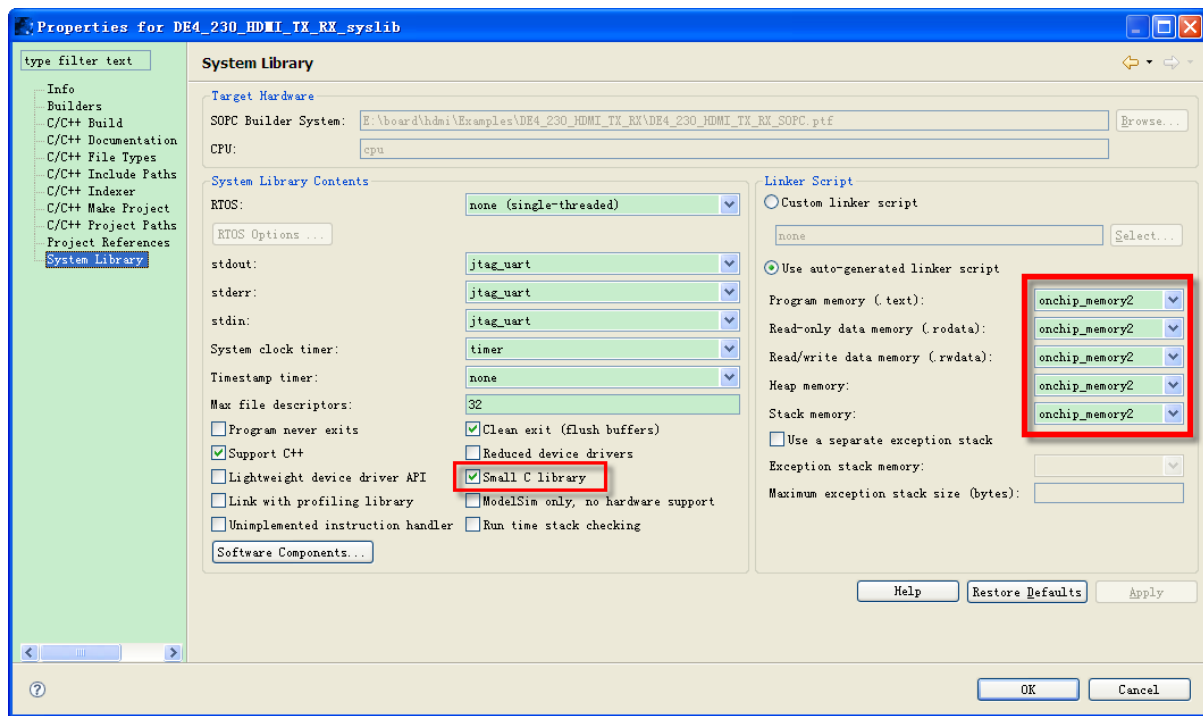 Properties for DE4_230_HDMI_TX_RX_syslib
type filter text
Info
Builders
C/C++ Build
C/C++ Documentation
C/C++ File Types
C/C++ Include Paths
C/C++ Indexer
C/C++ Make Project
C/C++ Project Paths
Project References
System Library
System Library
Target Hardware
SOPC Builder System: E:\board\hdmi\Examples\DE4_230_HDMI_TX_RX\DE4_230_HDMI_TX_RX_SOPC.ptf Browse...
CPU: cpu
System Library Contents
RTOS: none (single-threaded)
RTOS Options ...
stdout: jtag_uart
stderr: jtag_uart
stdin: jtag_uart
System clock timer: timer
Timestamp timer: none
Max file descriptors: 32
Program never exits Clean exit (flush buffers)
Support C++ Reduced device drivers
Lightweight device driver API Small C library
Link with profiling library ModelSim only, no hardware support
Unimplemented instruction handler Run time stack checking
Software Components...
Linker Script
Custom linker script
none Select...
Use auto-generated linker script
Program memory (.text): onchip_memory2
Read-only data memory (.rodata): onchip_memory2
Read/write data memory (.rwdata): onchip_memory2
Heap memory: onchip_memory2
Stack memory: onchip_memory2
Use a separate exception stack
Exception stack memory:
Maximum exception stack size (bytes):
Help Restore Defaults Apply
OK Cancel